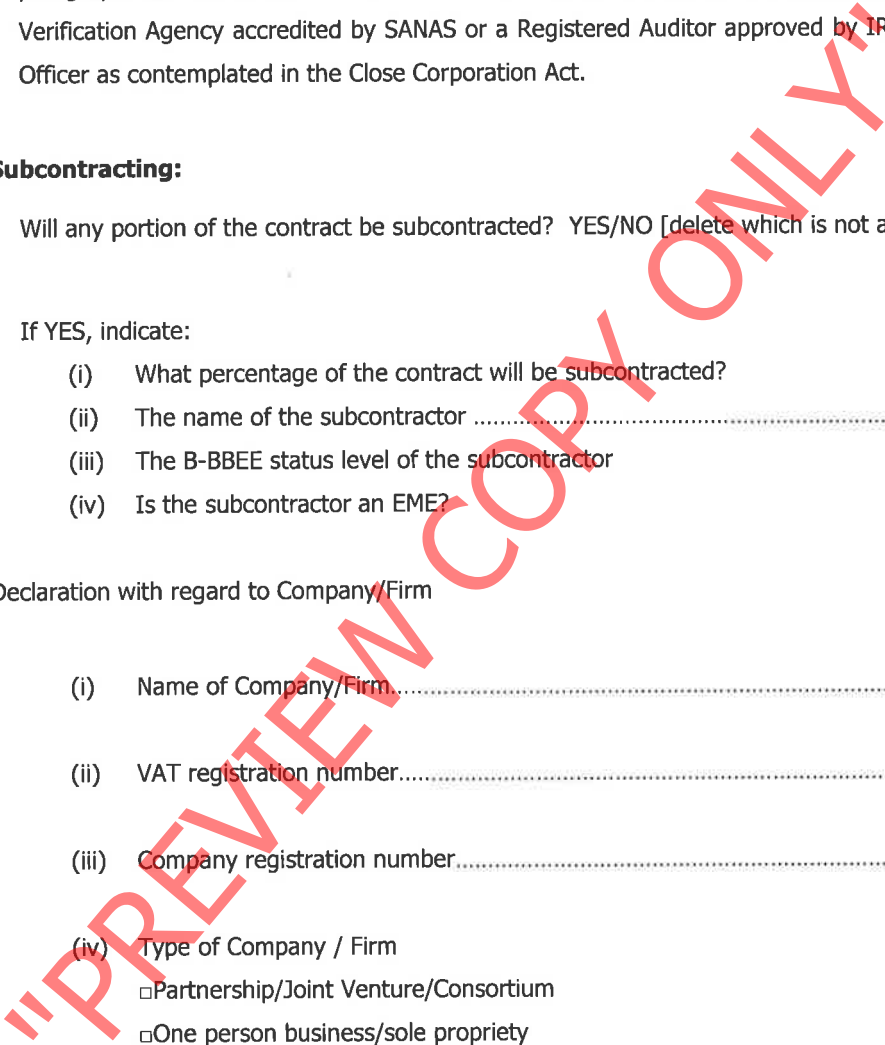 Verification Agency accredited by SANAS or a Registered Auditor approved by
Officer as contemplated in the Close Corporation Act.
Subcontracting:
Will any portion of the contract be subcontracted? YES/NO [delete which is not
If YES, indicate:
(i) What percentage of the contract will be subcontracted?
(ii) The name of the subcontractor ................................................................
(iii) The B-BBEE status level of the subcontractor
(iv) Is the subcontractor an EME?
Declaration with regard to Company/Firm
(i) Name of Company/Firm................................................................
(ii) VAT registration number................................................................
(iii) Company registration number................................................................
(iv) Type of Company / Firm
□Partnership/Joint Venture/Consortium
□One person business/sole propriety
"PREVIEW COPY ONLY"